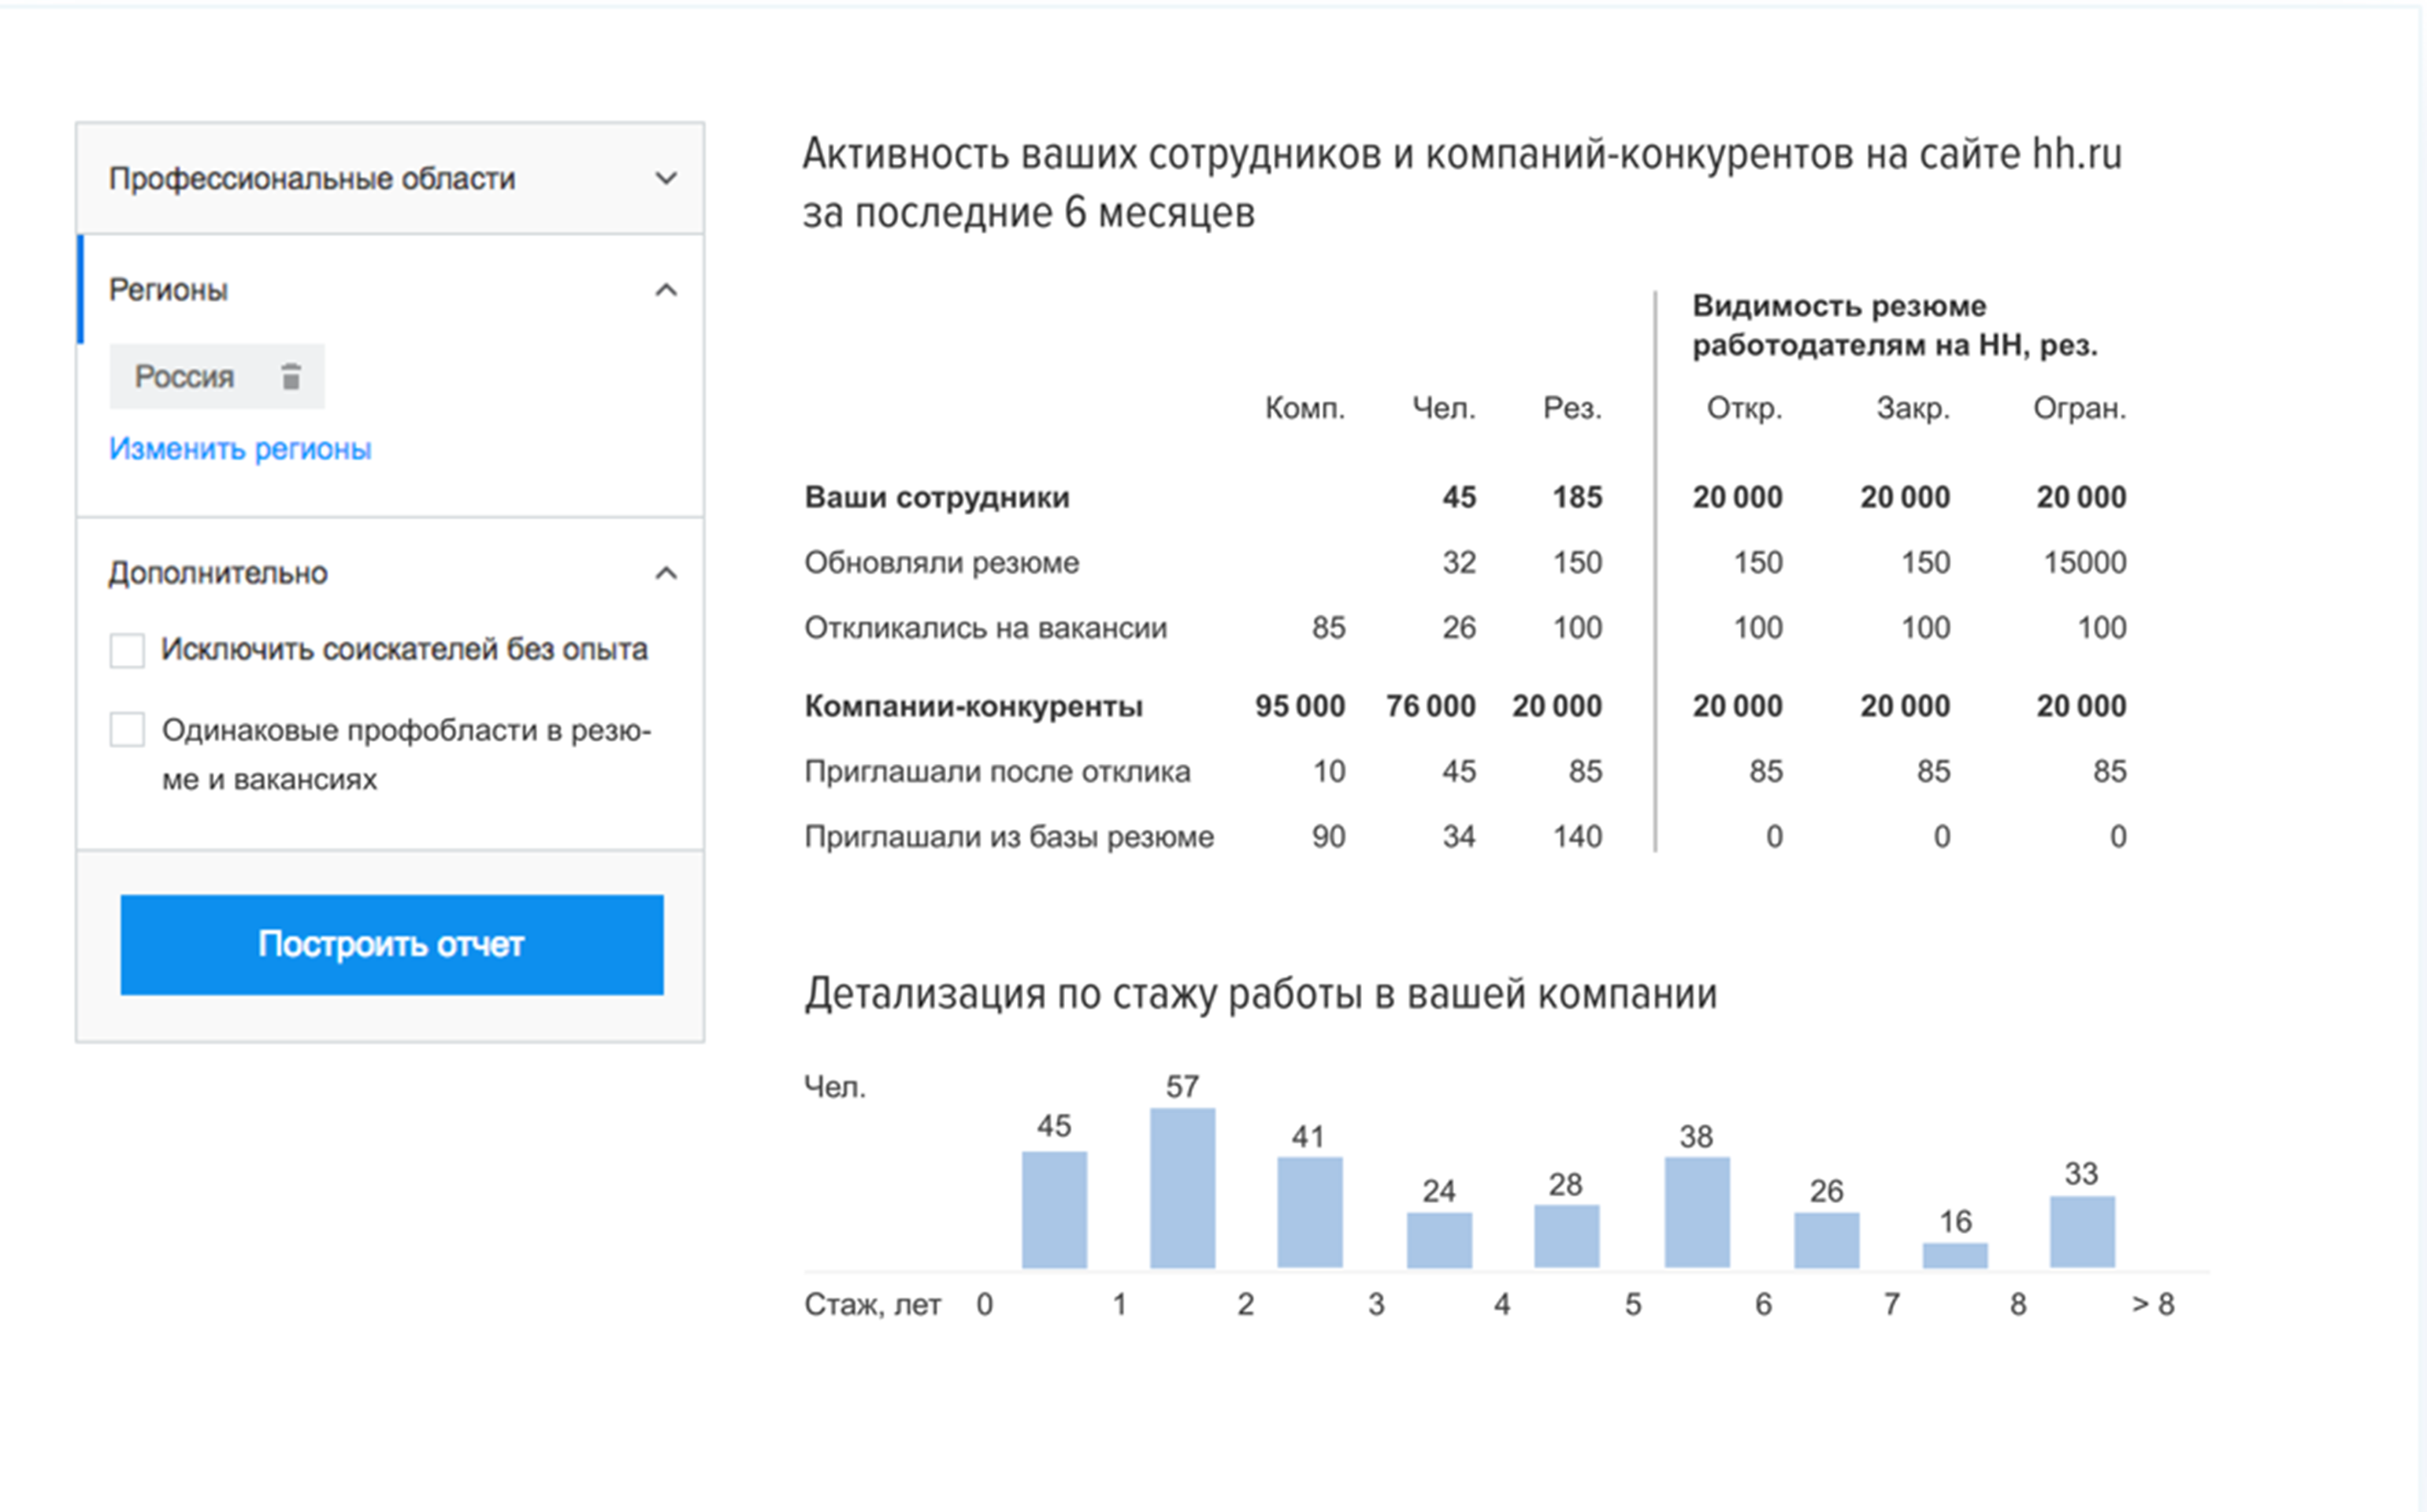 Профессиональные области
Регионы
Россия
Изменить регионы
Дополнительно
Исключить соискателей без опыта
Одинаковые профобласти в резю-
ме и вакансиях
Построить отчет
Активность ваших сотрудников и компаний-конкурентов на сайте hh.ru
за последние 6 месяцев
Видимость резюме
работодателям на НН, рез.
Комп. Чел. Рез. Откр. Закр. Огран.
Ваши сотрудники 45 185 20 000 20 000 20 000
Обновляли резюме 32 150 150 150 15000
Откликались на вакансии 85 26 100 100 100 100
Компании-конкуренты 95 000 76 000 20 000 20 000 20 000 20 000
Приглашали после отклика 10 45 85 85 85 85
Приглашали из базы резюме 90 34 140 0 0 0
Детализация по стажу работы в вашей компании
Чел.
45 57 41 24 28 38 26 16 33
Стаж, лет 0 1 2 3 4 5 6 7 8 > 8